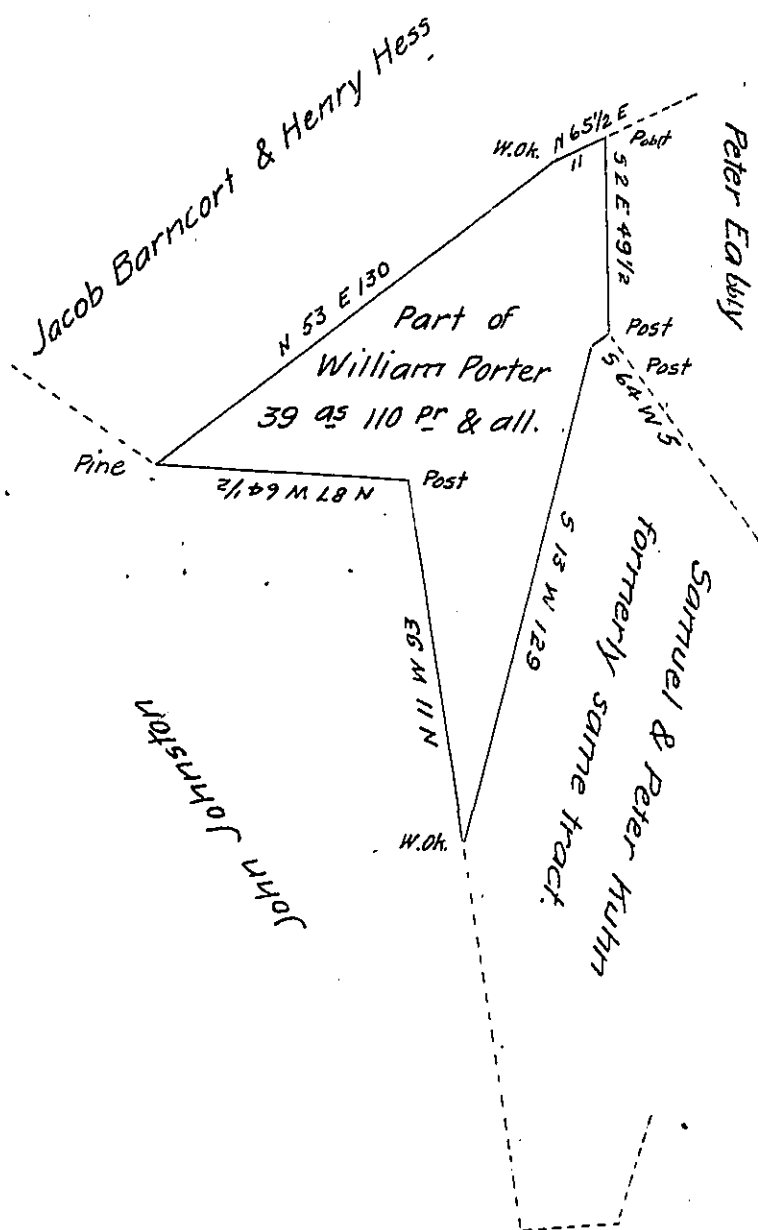 Jacob Barncort & Henry Hess
N 65½ E
11
W.Ok.
S 2 E 49½
Peter Eabbly
N 53 E 130
Part of
William Porter
39 as 110 pr & all.
Post
Post
S 64 W 5
Pine
N 87 W 64½
Post
S 13 W 129
N 11 W 93
Samuel & Peter Kuhn
formerly same tract.
John Johnston
W.Ok.